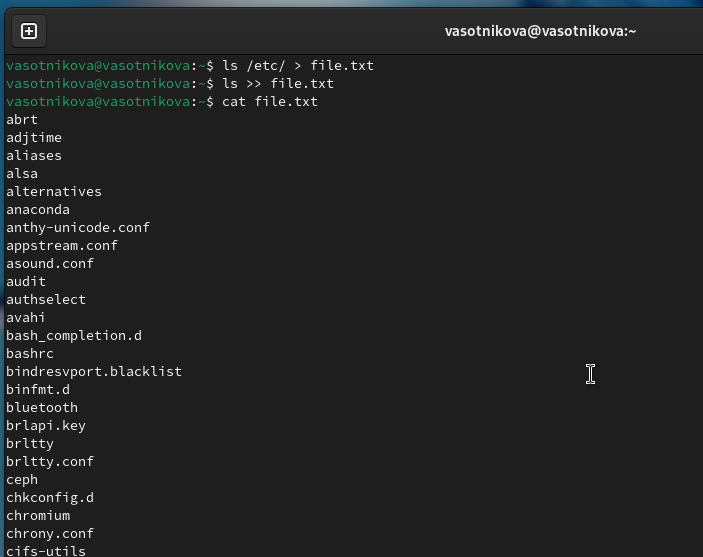 vasotnikova@vasotnikova:~
vasotnikova@vasotnikova:~$ ls /etc/ > file.txt
vasotnikova@vasotnikova:~$ ls >> file.txt
vasotnikova@vasotnikova:~$ cat file.txt
abrt
adjtime
aliases
alsa
alternatives
anaconda
anthy-unicode.conf
appstream.conf
asound.conf
audit
authselect
avahi
bash_completion.d
bashrc
bindresvport.blacklist
binfmt.d
bluetooth
brlapi.key
brltty
brltty.conf
ceph
chkconfig.d
chromium
chrony.conf
cifs-utils